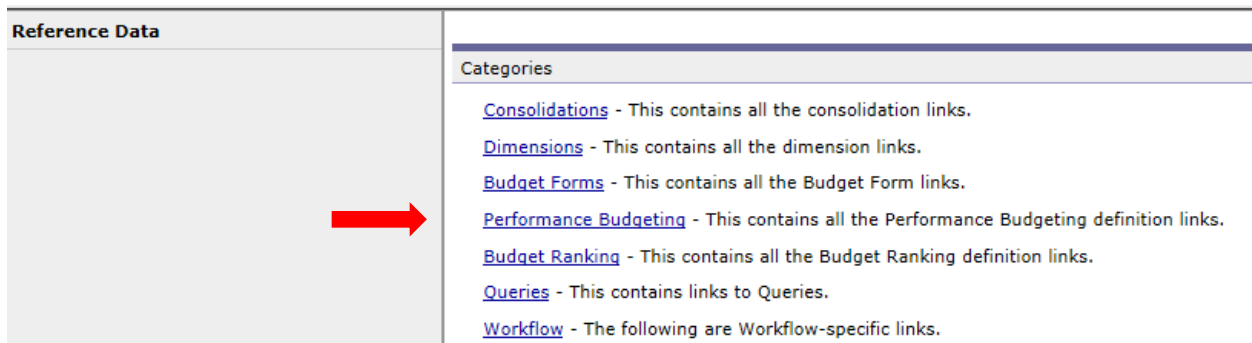 Reference Data
Categories
Consolidations - This contains all the consolidation links.
Dimensions - This contains all the dimension links.
Budget Forms - This contains all the Budget Form links.
Performance Budgeting - This contains all the Performance Budgeting definition links.
Budget Ranking - This contains all the Budget Ranking definition links.
Queries - This contains links to Queries.
Workflow - The following are Workflow-specific links.